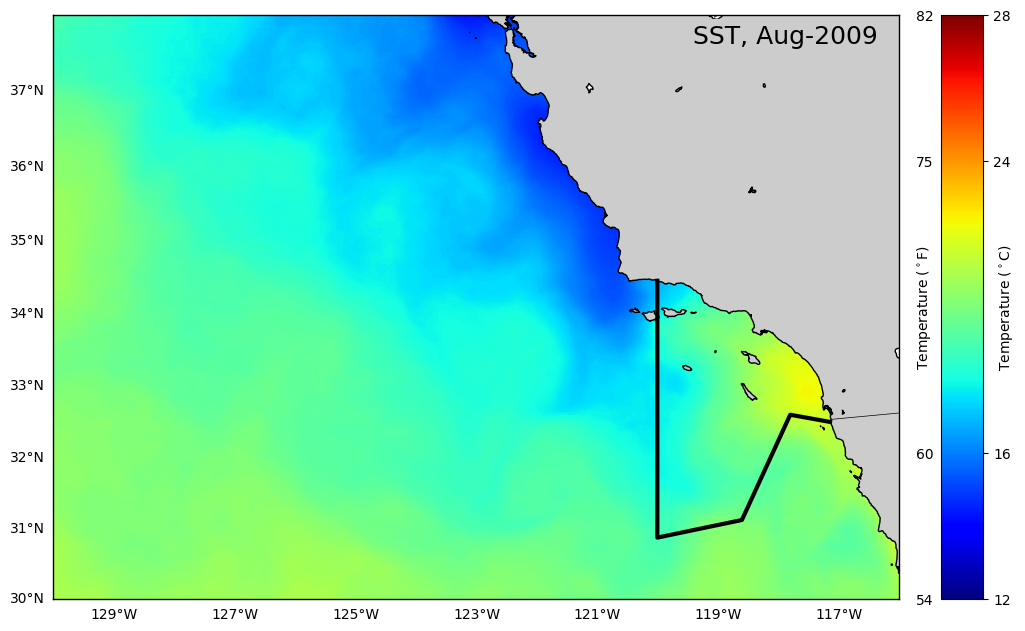 SST, Aug-2009
37°N
36°N
35°N
34°N
33°N
32°N
31°N
30°N
129°W
127°W
125°W
123°W
121°W
119°W
117°W
82
75
60
54
Temperature (°F)
28
24
16
12
Temperature (°C)